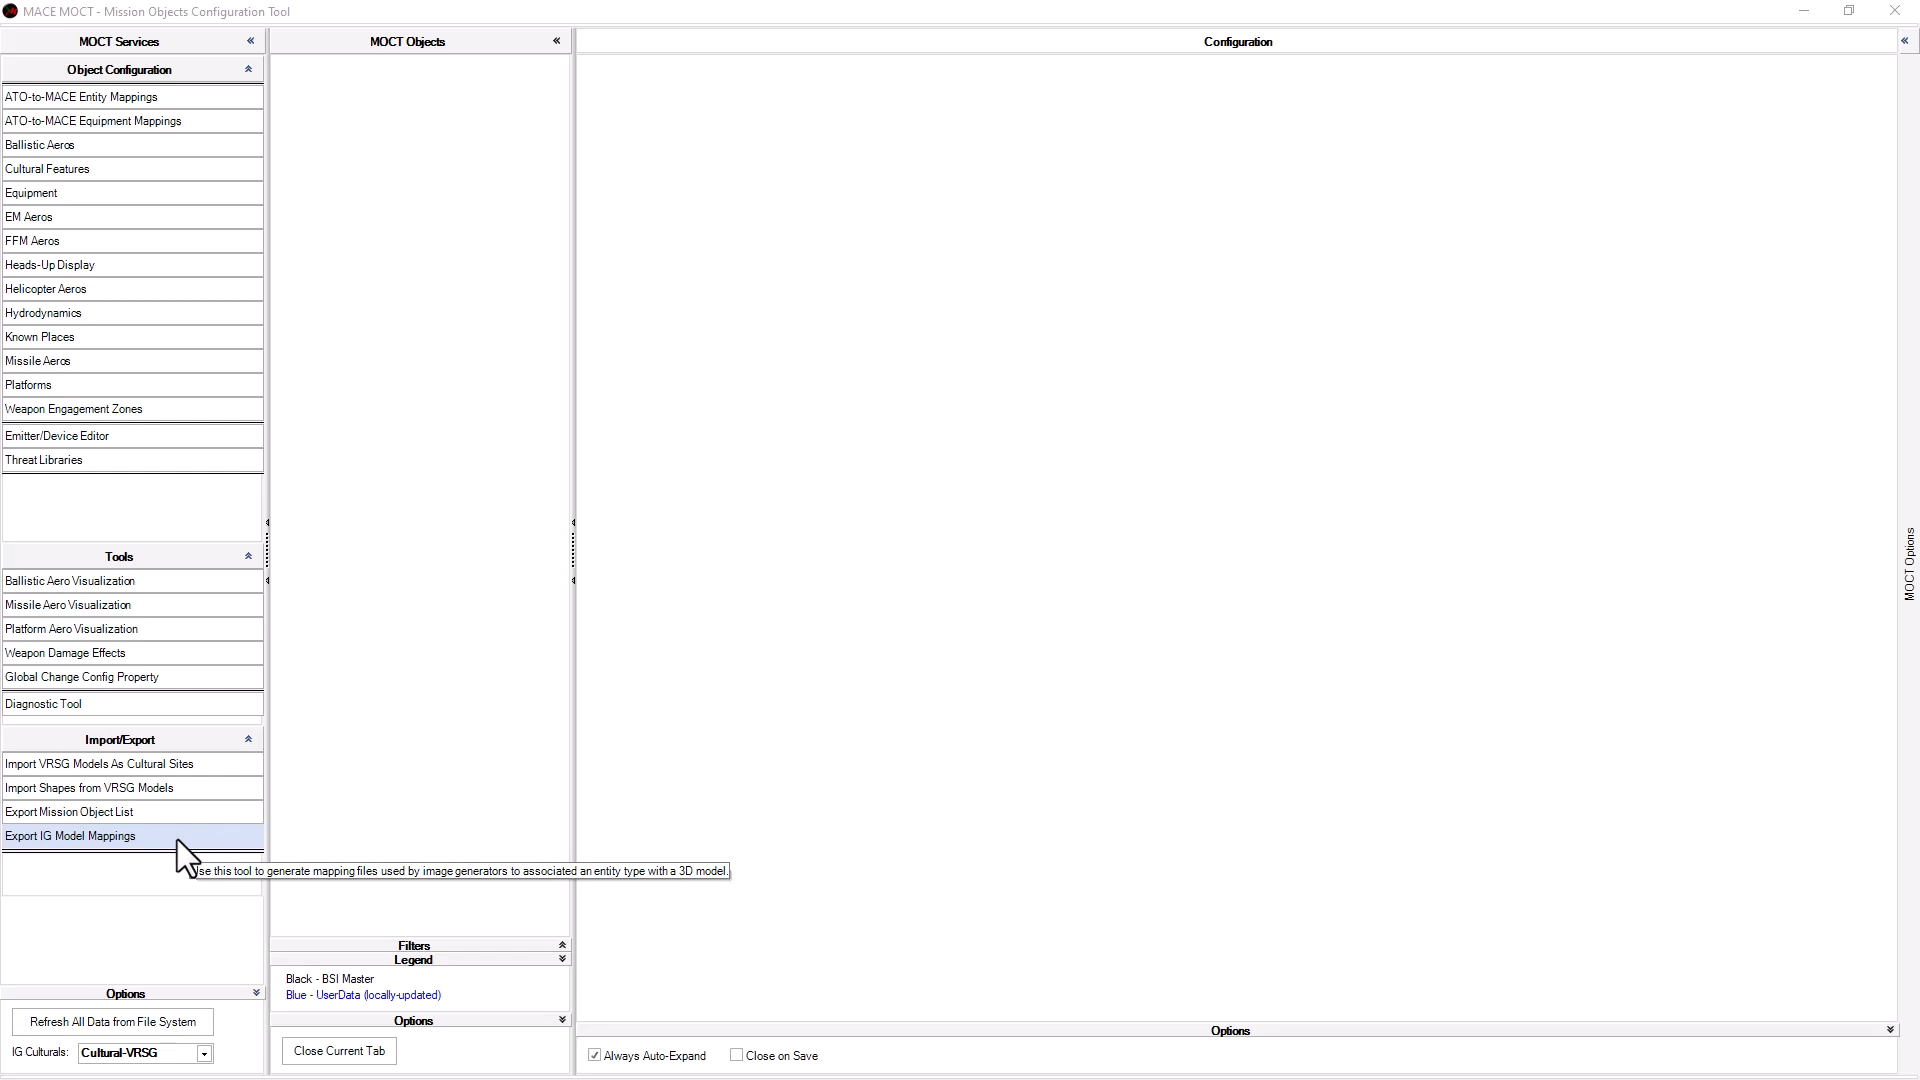 MACE MOCT - Mission Objects Configuration Tool
MOCT Services
Object Configuration
ATO-to-MACE Entity Mappings
ATO-to-MACE Equipment Mappings
Ballistic Aeros
Cultural Features
Equipment
EM Aeros
FFM Aeros
Heads-Up Display
Helicopter Aeros
Hydrodynamics
Known Places
Missile Aeros
Platforms
Weapon Engagement Zones
Emitter/Device Editor
Threat Libraries
Tools
Ballistic Aero Visualization
Missile Aero Visualization
Platform Aero Visualization
Weapon Damage Effects
Global Change Config Property
Diagnostic Tool
Import/Export
Import VRSG Models As Cultural Sites
Import Shapes from VRSG Models
Export Mission Object List
Export IG Model Mappings
se this tool to generate mapping files used by image generators to associated an entity type with a 3D model.
Options
Refresh All Data from File System
IG Culturals: Cultural-VRSG
MOCT Objects
Filters
Legend
Black - BSI Master
Blue - UserData (locally-updated)
Options
Close Current Tab
Configuration
Options
Always Auto-Expand Close on Save
MOCT Options